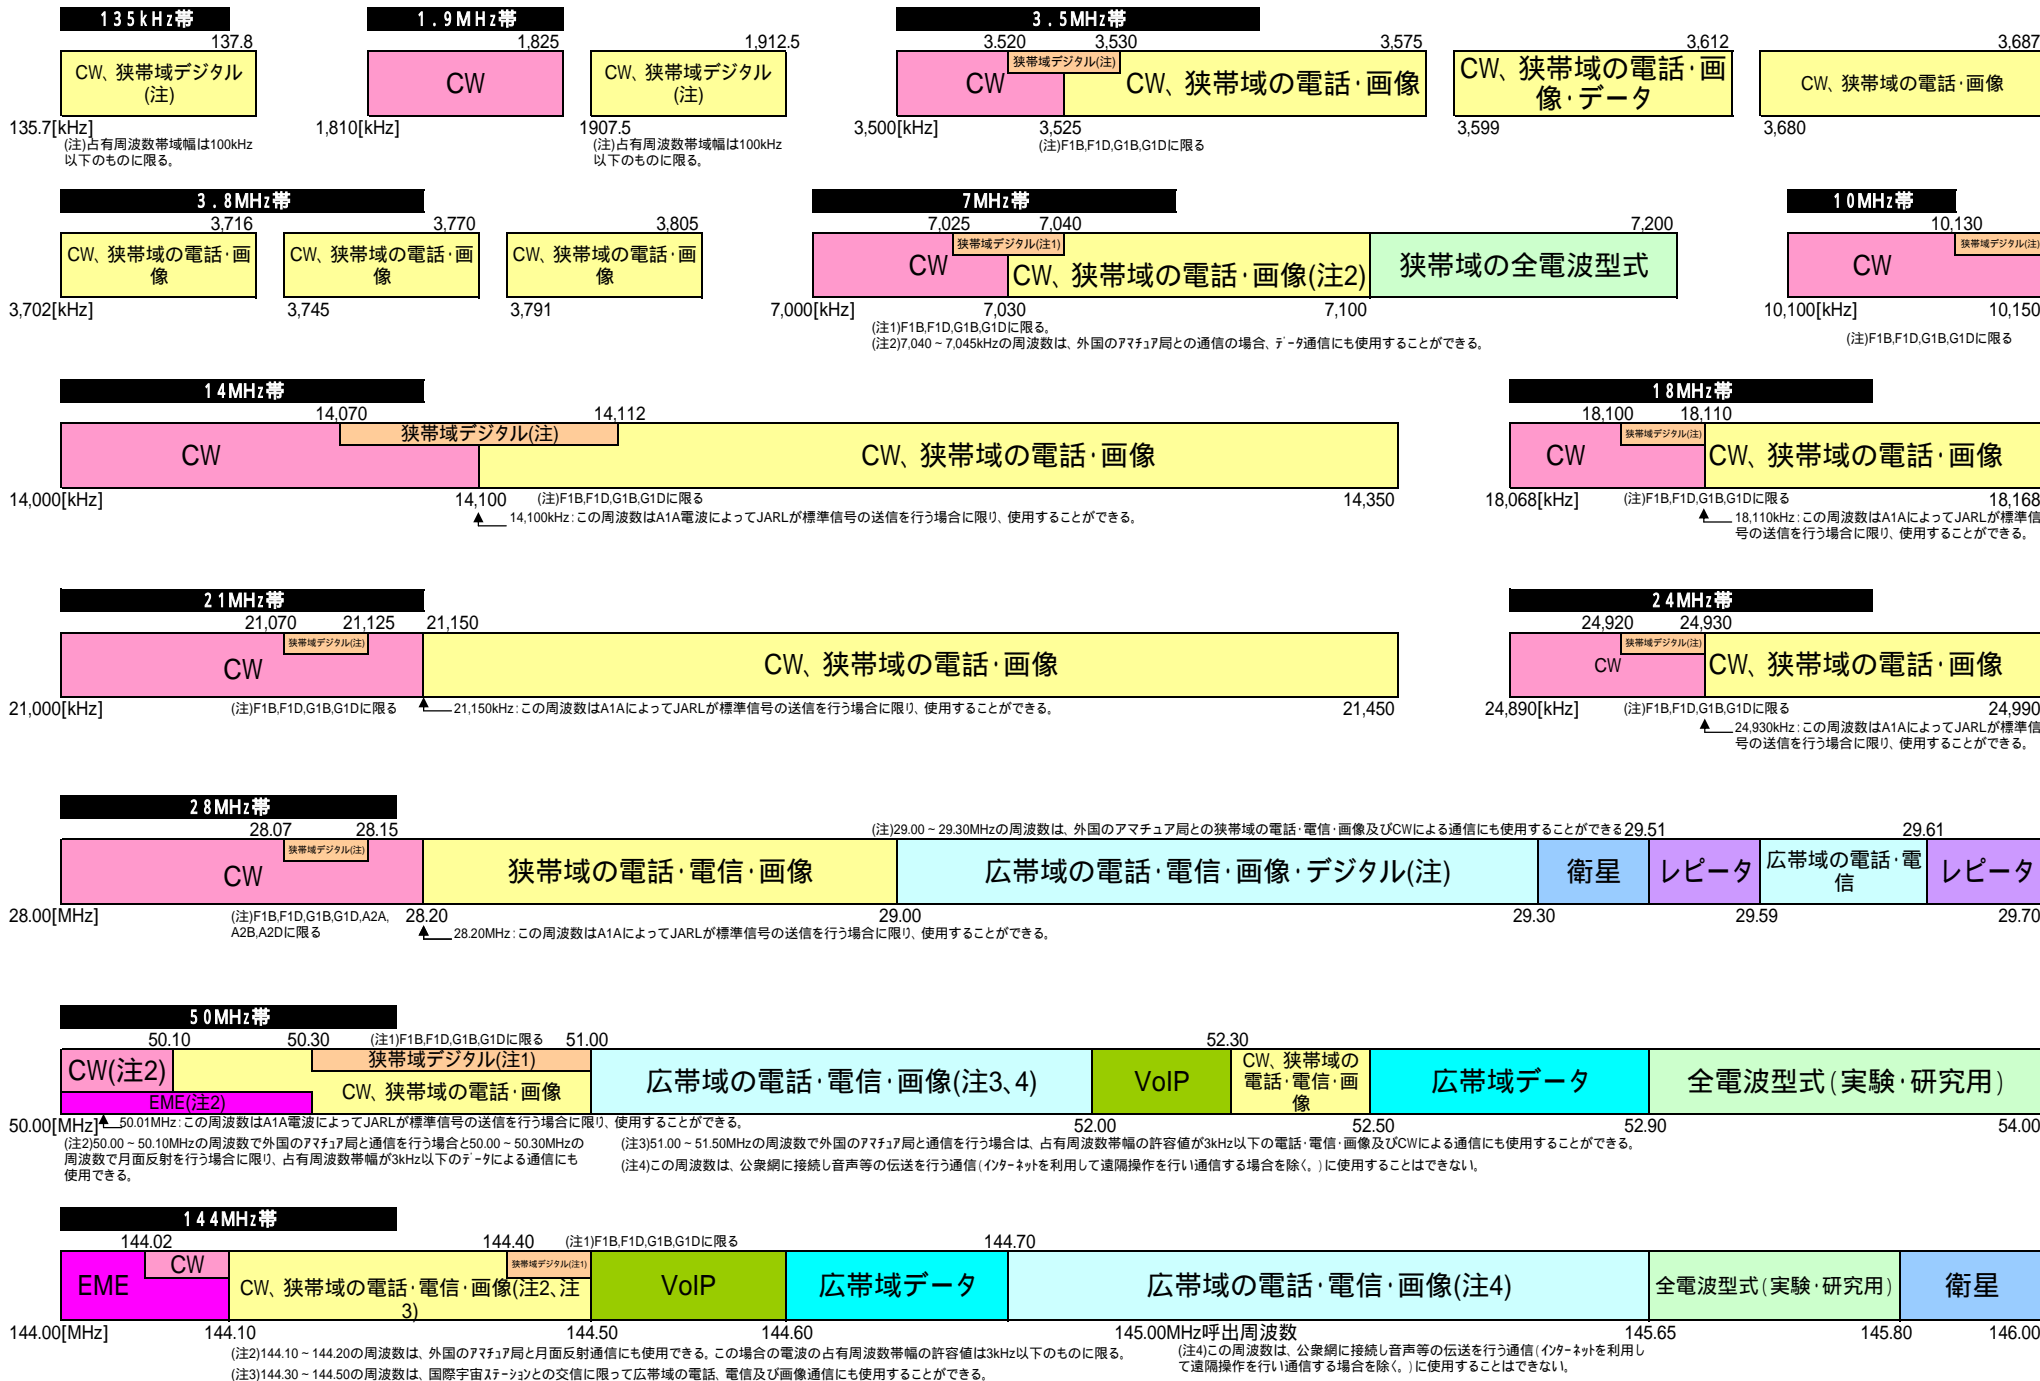 135kHz帯
1.9MHz帯
3.5MHz帯
137.8
1,825
1,912.5
3,520
3,530
3,575
3,612
3,687
CW、狭帯域デジタル
(注)
CW
CW、狭帯域デジタル
(注)
CW
狭帯域デジタル(注)
CW、狭帯域の電話・画像
CW、狭帯域の電話・画
像・データ
CW、狭帯域の電話・画像
135.7[kHz]
1,810[kHz]
1907.5
3,500[kHz]
3,525
3,599
3,680
(注)占有周波数帯域幅は100kHz
以下のものに限る。
(注)占有周波数帯域幅は100kHz
以下のものに限る。
(注)F1B,F1D,G1B,G1Dに限る
3.8MHz帯
7MHz帯
10MHz帯
3,716
3,770
3,805
7,025
7,040
7,200
10,130
CW、狭帯域の電話・画
像
CW、狭帯域の電話・画
像
CW、狭帯域の電話・画
像
CW
狭帯域デジタル(注1)
CW、狭帯域の電話・画像(注2)
狭帯域の全電波型式
CW
狭帯域デジタル(注)
3,702[kHz]
3,745
3,791
7,000[kHz]
7,030
7,100
10,100[kHz]
10,150
(注1)F1B,F1D,G1B,G1Dに限る。
(注2)7,040~7,045kHzの周波数は、外国のアマチュア局との通信の場合、データ通信にも使用することができる。
(注)F1B,F1D,G1B,G1Dに限る
14MHz帯
18MHz帯
14,070
14,112
18,100
18,110
CW
狭帯域デジタル(注)
CW、狭帯域の電話・画像
CW
狭帯域デジタル(注)
CW、狭帯域の電話・画像
14,000[kHz]
14,100
(注)F1B,F1D,G1B,G1Dに限る
14,350
18,068[kHz]
(注)F1B,F1D,G1B,G1Dに限る
18,168
14,100kHz:この周波数はA1A電波によってJARLが標準信号の送信を行う場合に限り、使用することができる。
18,110kHz:この周波数はA1AによってJARLが標準信
号の送信を行う場合に限り、使用することができる。
21MHz帯
24MHz帯
21,070
21,125
21,150
24,920
24,930
CW
狭帯域デジタル(注)
CW、狭帯域の電話・画像
CW
狭帯域デジタル(注)
CW、狭帯域の電話・画像
21,000[kHz]
(注)F1B,F1D,G1B,G1Dに限る
21,150kHz:この周波数はA1AによってJARLが標準信号の送信を行う場合に限り、使用することができる。
21,450
24,890[kHz]
(注)F1B,F1D,G1B,G1Dに限る
24,990
24,930kHz:この周波数はA1AによってJARLが標準信
号の送信を行う場合に限り、使用することができる。
28MHz帯
28.07
28.15
(注)29.00~29.30MHzの周波数は、外国のアマチュア局との狭帯域の電話・電信・画像及びCWによる通信にも使用することができる
29.51
29.61
CW
狭帯域デジタル(注)
狭帯域の電話・電信・画像
広帯域の電話・電信・画像・デジタル(注)
衛星
レピータ
広帯域の電話・電
信
レピータ
28.00[MHz]
(注)F1B,F1D,G1B,G1D,A2A,
A2B,A2Dに限る
28.20
29.00
29.30
29.59
29.70
28.20MHz:この周波数はA1AによってJARLが標準信号の送信を行う場合に限り、使用することができる。
50MHz帯
50.10
50.30
(注1)F1B,F1D,G1B,G1Dに限る
51.00
52.30
CW(注2)
EME(注2)
狭帯域デジタル(注1)
CW、狭帯域の電話・画像
広帯域の電話・電信・画像(注3、4)
VoIP
CW、狭帯域の
電話・電信・画
像
広帯域データ
全電波型式(実験・研究用)
50.00[MHz]
50.01MHz:この周波数はA1A電波によってJARLが標準信号の送信を行う場合に限り、使用することができる。
52.00
52.50
52.90
54.00
(注2)50.00~50.10MHzの周波数で外国のアマチュア局と通信を行う場合と50.00~50.30MHzの
周波数で月面反射を行う場合に限り、占有周波数帯幅が3kHz以下のデータによる通信にも
使用できる。
(注3)51.00~51.50MHzの周波数で外国のアマチュア局と通信を行う場合は、占有周波数帯幅の許容値が3kHz以下の電話・電信・画像及びCWによる通信にも使用することができる。
(注4)この周波数は、公衆網に接続し音声等の伝送を行う通信(インターネットを利用して遠隔操作を行い通信する場合を除く。)に使用することはできない。
144MHz帯
144.02
144.40
(注1)F1B,F1D,G1B,G1Dに限る
144.70
EME
CW
CW、狭帯域の電話・電信・画像(注2、注
3)
狭帯域デジタル(注1)
VoIP
広帯域データ
広帯域の電話・電信・画像(注4)
全電波型式(実験・研究用)
衛星
144.00[MHz]
144.10
144.50
144.60
145.00MHz呼出周波数
145.65
145.80
146.00
(注2)144.10~144.20の周波数は、外国のアマチュア局と月面反射通信にも使用できる。この場合の電波の占有周波数帯幅の許容値は3kHz以下のものに限る。
(注3)144.30~144.50の周波数は、国際宇宙ステーションとの交信に限って広帯域の電話、電信及び画像通信にも使用することができる。
(注4)この周波数は、公衆網に接続し音声等の伝送を行う通信(インターネットを利用し
て遠隔操作を行い通信する場合を除く。)に使用することはできない。